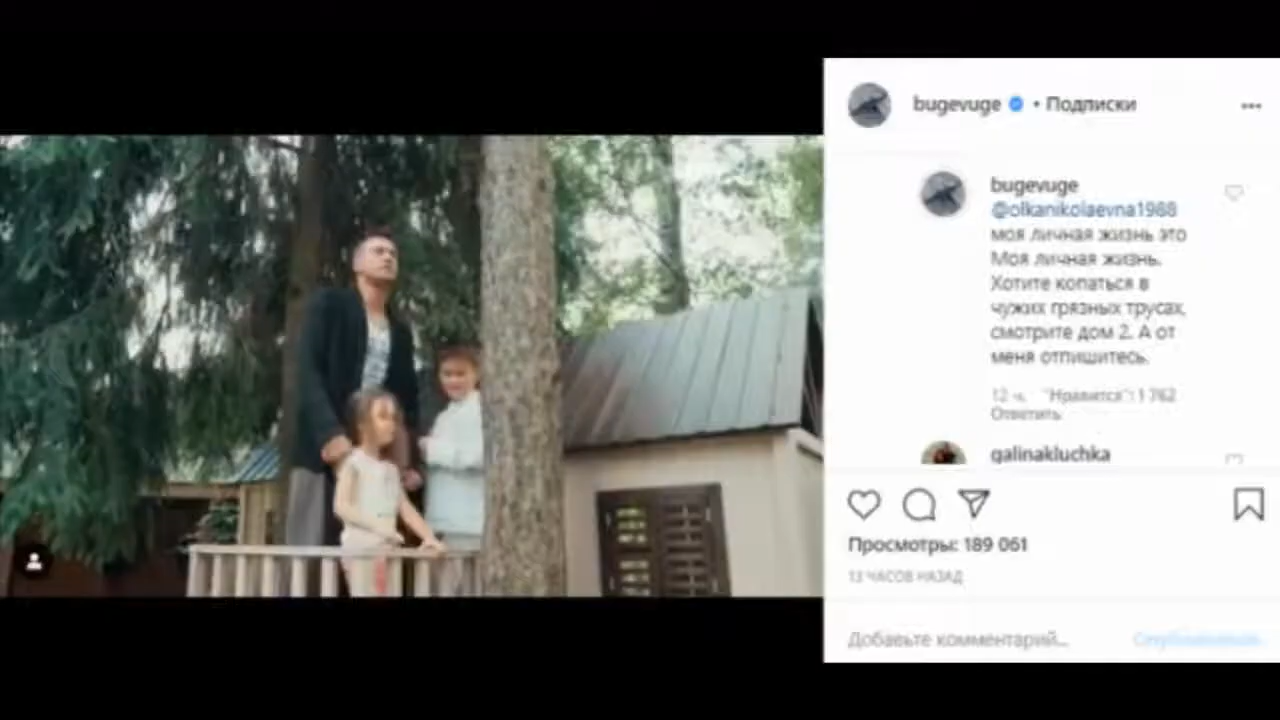 bugevuge • Подписки
bugevuge
@olkanikolaevna1988
моя личная жизнь это
Моя личная жизнь.
Хотите копаться в
чужих грязных трусах,
смотрите дом 2. А от
меня отпишитесь.
12 ч. "Нравится": 1 762
Ответить
galinakluchka
Просмотры: 189 061
13 ЧАСОВ НАЗАД
Добавьте комментарий...